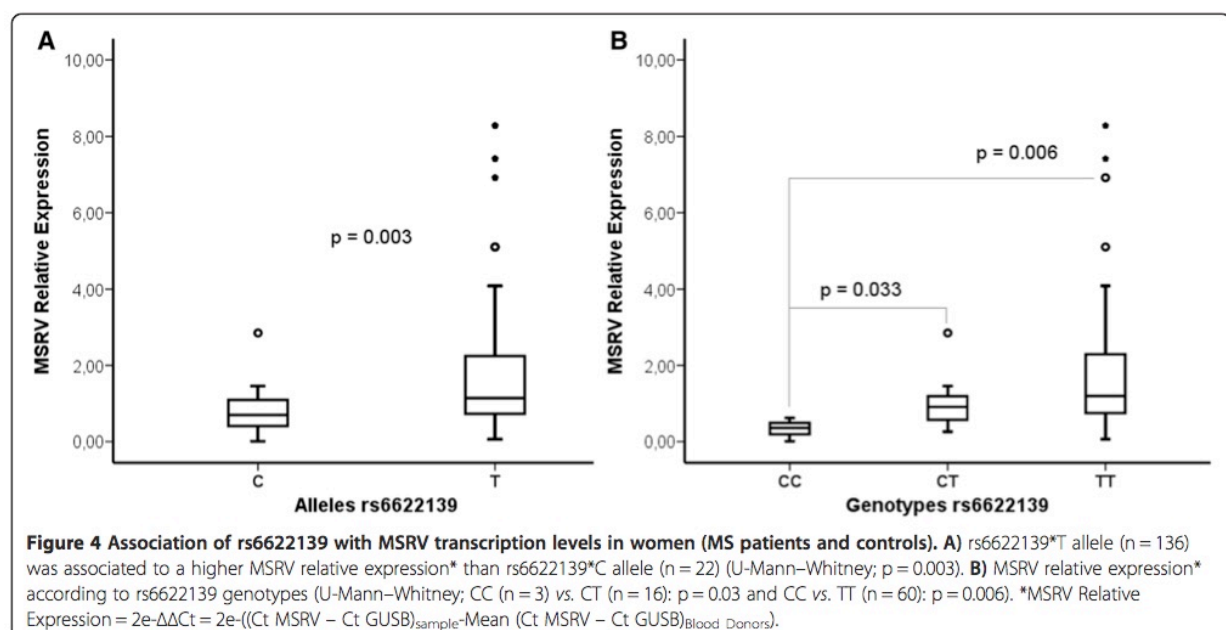 A
10,00
8,00
6,00
4,00
2,00
0,00
MSRV Relative Expression
p = 0.003
C T
Alleles rs6622139
B
10,00
8,00
6,00
4,00
2,00
0,00
MSRV Relative Expression
p = 0.006
p = 0.033
CC CT TT
Genotypes rs6622139
Figure 4 Association of rs6622139 with MSRV transcription levels in women (MS patients and controls). A) rs6622139*T allele (n = 136)
was associated to a higher MSRV relative expression* than rs6622139*C allele (n = 22) (U-Mann–Whitney; p = 0.003). B) MSRV relative expression*
according to rs6622139 genotypes (U-Mann–Whitney; CC (n = 3) vs. CT (n = 16): p = 0.03 and CC vs. TT (n = 60): p = 0.006). *MSRV Relative
Expression = 2e-ΔΔCt = 2e-((Ct MSRV – Ct GUSB)sample-Mean (Ct MSRV – Ct GUSB)Blood Donors).